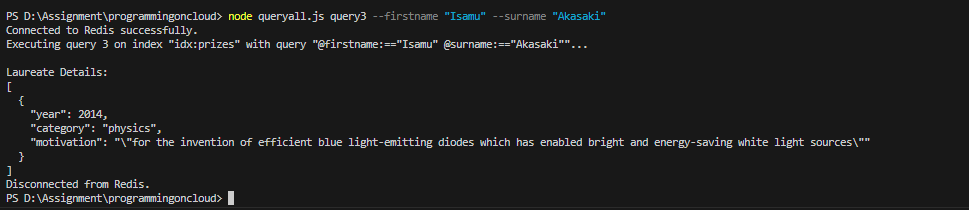 PS D:\Assignment\programmingoncloud> node queryall.js query3 --firstname "Isamu" --surname "Akasaki"
Connected to Redis successfully.
Executing query 3 on index "idx:prizes" with query "@firstname:=="Isamu" @surname:=="Akasaki""...
Laureate Details:
[
  {
    "year": 2014,
    "category": "physics",
    "motivation": "\"for the invention of efficient blue light-emitting diodes which has enabled bright and energy-saving white light sources\""
  }
]
Disconnected from Redis.
PS D:\Assignment\programmingoncloud>